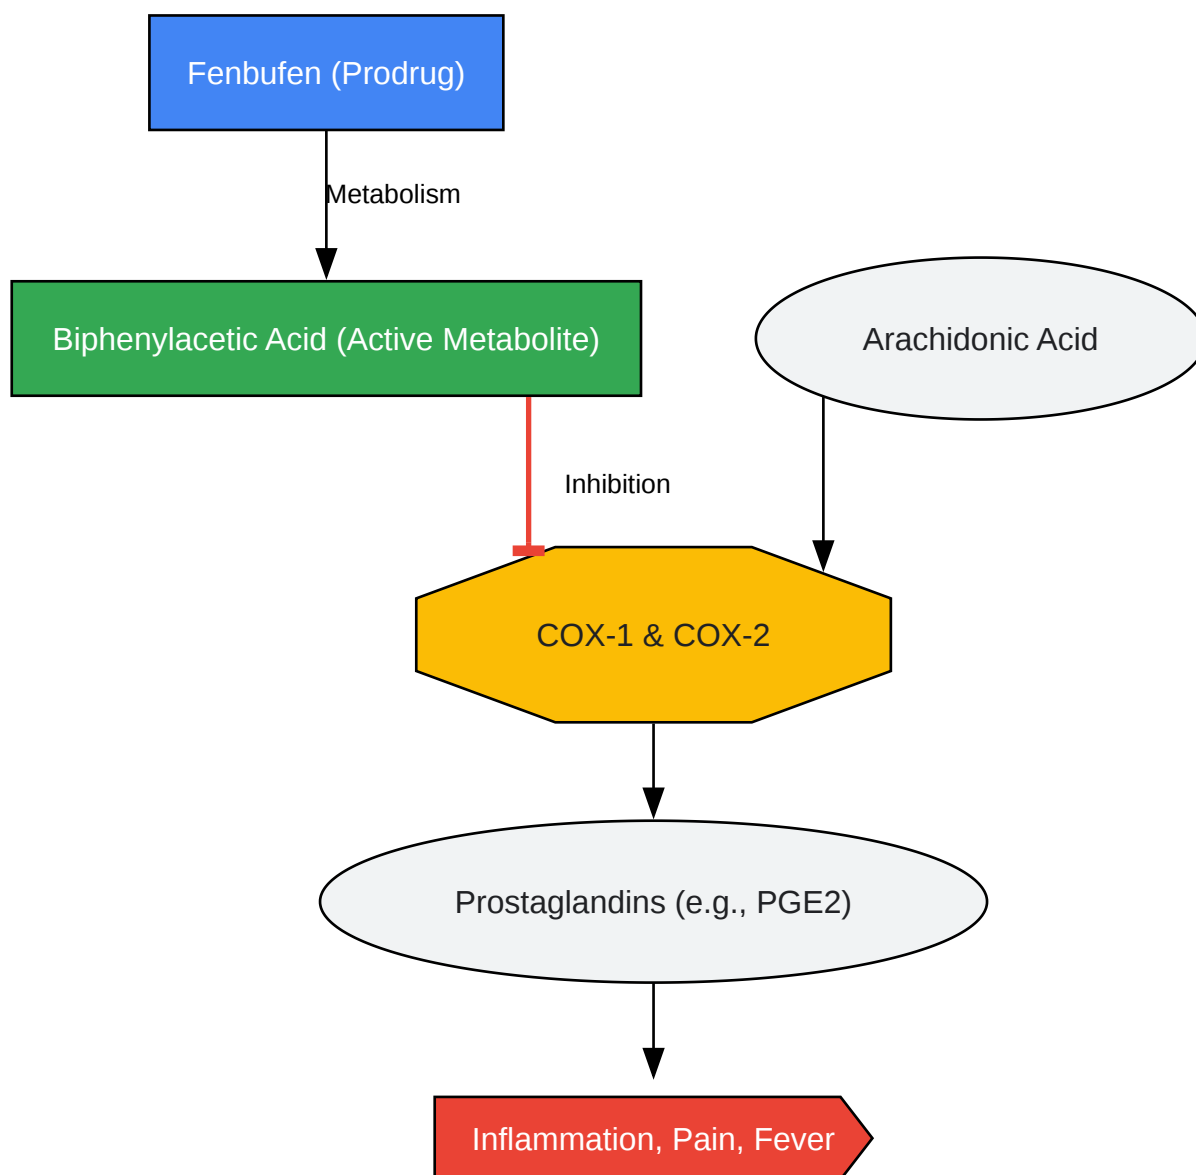 Fenbufen (Prodrug)
Metabolism
Biphenylacetic Acid (Active Metabolite)
Arachidonic Acid
Inhibition
COX-1 & COX-2
Prostaglandins (e.g., PGE2)
Inflammation, Pain, Fever